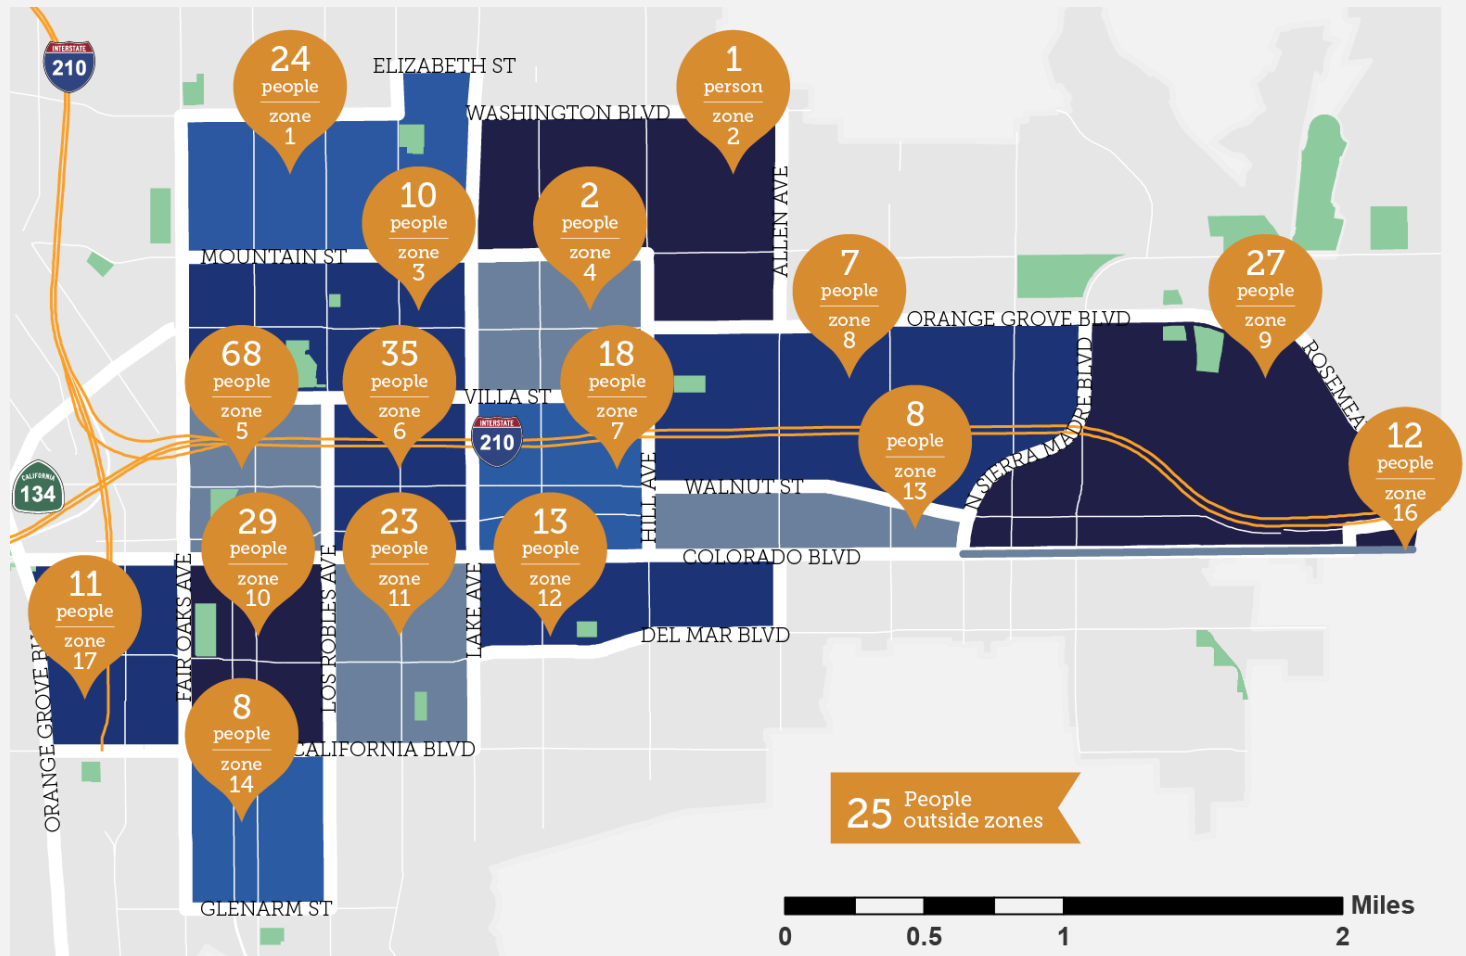 INTERSTATE
210
24
people
zone
1
ELIZABETH ST
1
person
zone
2
WASHINGTON BLVD
ALLEN AVE
10
people
zone
3
2
people
zone
4
MOUNTAIN ST
7
people
zone
8
27
people
zone
9
ORANGE GROVE BLVD
ROSEMEA
68
people
zone
5
35
people
zone
6
18
people
zone
7
VILLA ST
INTERSTATE
210
N SIERRA MADRE BLVD
8
people
zone
13
12
people
zone
16
CALIFORNIA
134
HILL AVE
WALNUT ST
29
people
zone
10
23
people
zone
11
13
people
zone
12
COLORADO BLVD
11
people
zone
17
FAIR OAKS AVE
LOS ROBLES AVE
LAKE AVE
DEL MAR BLVD
ORANGE GROVE BL
8
people
zone
14
CALIFORNIA BLVD
GLENARM ST
25 People
outside zones
Miles
0 0.5 1 2